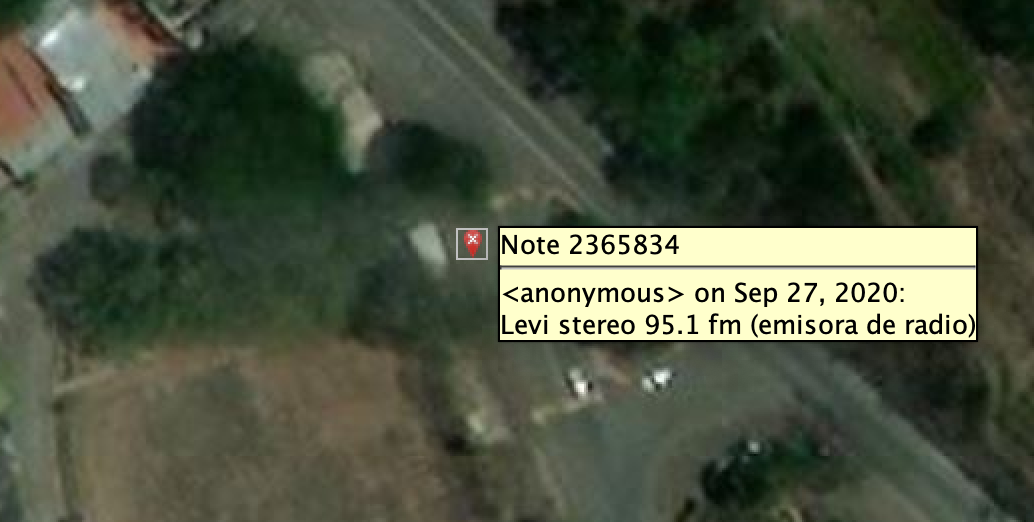 Note 2365834
<anonymous> on Sep 27, 2020:
Levi stereo 95.1 fm (emisora de radio)